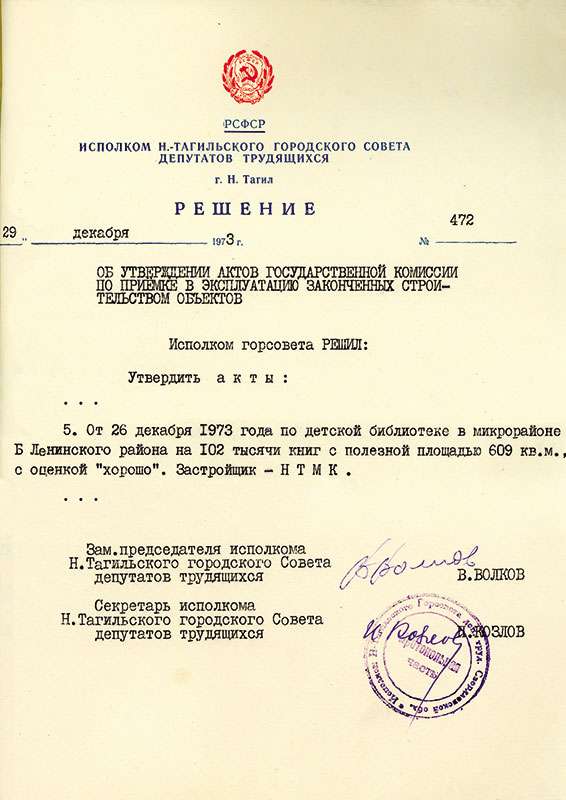 РСФСР
ИСПОЛКОМ Н.-ТАГИЛЬСКОГО ГОРОДСКОГО СОВЕТА
ДЕПУТАТОВ ТРУДЯЩИХСЯ
г. Н. Тагил
РЕШЕНИЕ
29 " декабря 1973 г. № 472
ОБ УТВЕРЖДЕНИИ АКТОВ ГОСУДАРСТВЕННОЙ КОМИССИИ
ПО ПРИЕМКЕ В ЭКСПЛУАТАЦИЮ ЗАКОНЧЕННЫХ СТРОИ-
ТЕЛЬСТВОМ ОБЪЕКТОВ
Исполком горсовета РЕШИЛ:
Утвердить а к т ы :
. . .
5. От 26 декабря 1973 года по детской библиотеке в микрорайоне
Б Ленинского района на 102 тысячи книг с полезной площадью 609 кв.м.,
с оценкой "хорошо". Застройщик – Н Т М К .
. . .
Зам.председателя исполкома
Н.Тагильского городского Совета
депутатов трудящихся
В.ВОЛКОВ
Секретарь исполкома
Н.Тагильского городского Совета
депутатов трудящихся
КОЗЛОВ
Протокольная
часть